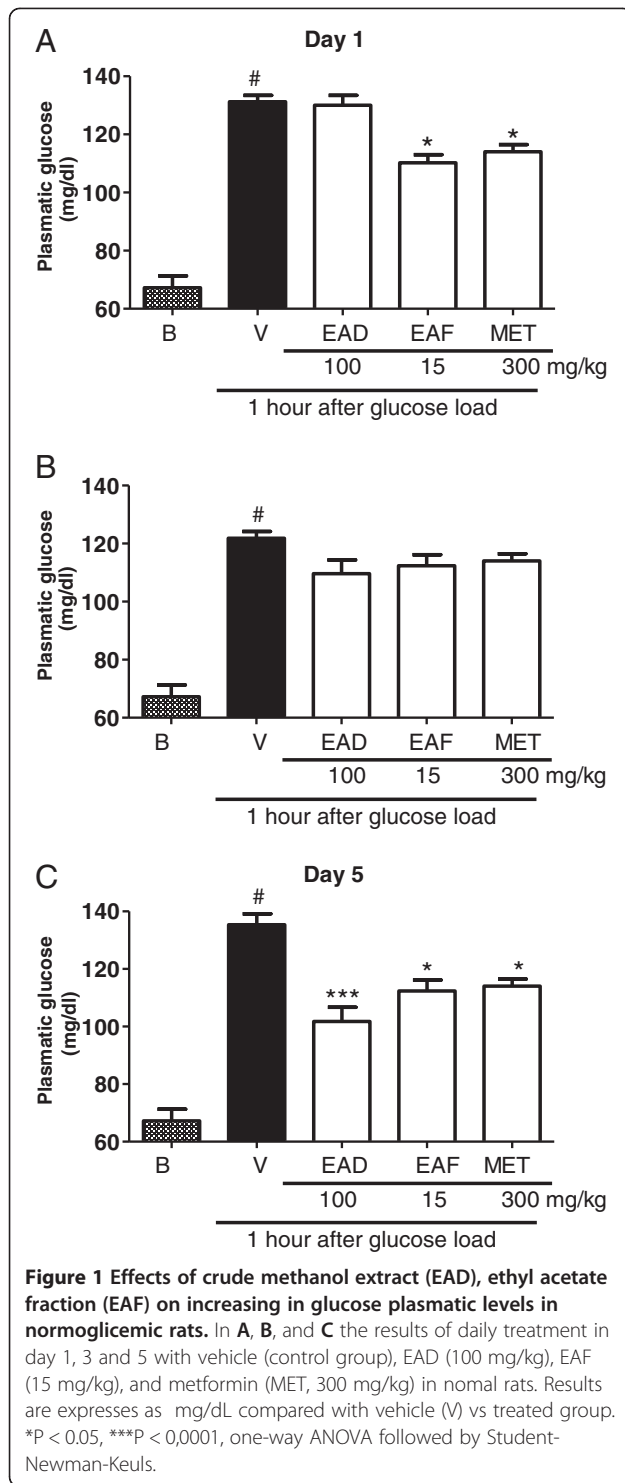 A
Day 1
Plasmatic glucose
(mg/dl)
140
120
100
80
60
#
*
*
B
V
EAD
EAF
MET
100
15
300 mg/kg
1 hour after glucose load
B
Plasmatic glucose
(mg/dl)
140
120
100
80
60
#
B
V
EAD
EAF
MET
100
15
300 mg/kg
1 hour after glucose load
C
Day 5
Plasmatic glucose
(mg/dl)
140
120
100
80
60
#
***
*
*
B
V
EAD
EAF
MET
100
15
300 mg/kg
1 hour after glucose load
Figure 1 Effects of crude methanol extract (EAD), ethyl acetate
fraction (EAF) on increasing in glucose plasmatic levels in
normoglicemic rats. In A, B, and C the results of daily treatment in
day 1, 3 and 5 with vehicle (control group), EAD (100 mg/kg), EAF
(15 mg/kg), and metformin (MET, 300 mg/kg) in nomal rats. Results
are expresses as mg/dL compared with vehicle (V) vs treated group.
*P < 0.05, ***P < 0,0001, one-way ANOVA followed by Student-
Newman-Keuls.